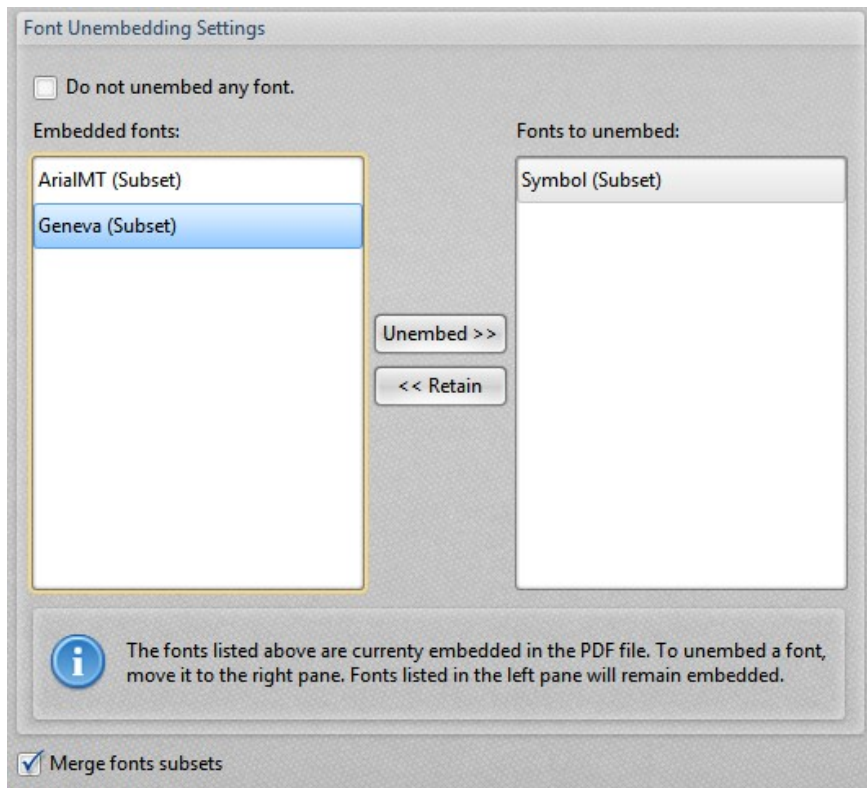 Font Unembedding Settings
Do not unembed any font.
Embedded fonts:
Fonts to unembed:
ArialMT (Subset)
Geneva (Subset)
Symbol (Subset)
Unembed >>
<< Retain
The fonts listed above are currenty embedded in the PDF file. To unembed a font,
move it to the right pane. Fonts listed in the left pane will remain embedded.
Merge fonts subsets